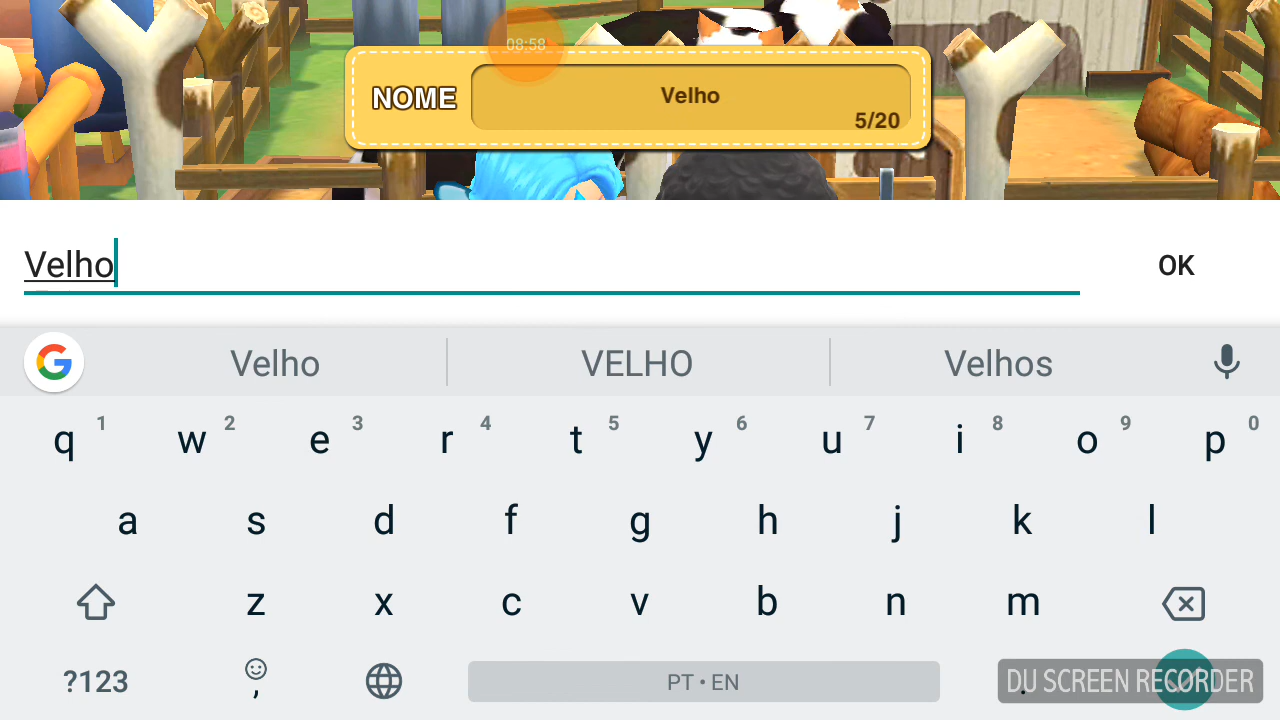 08:58
NOME
Velho
5/20
Velho
OK
Velho VELHO Velhos
q 1 w 2 e 3 r 4 t 5 y 6 u 7 i 8 o 9 p 0
a s d f g h j k l
z x c v b n m
?123 , PT • EN .
DU SCREEN RECORDER